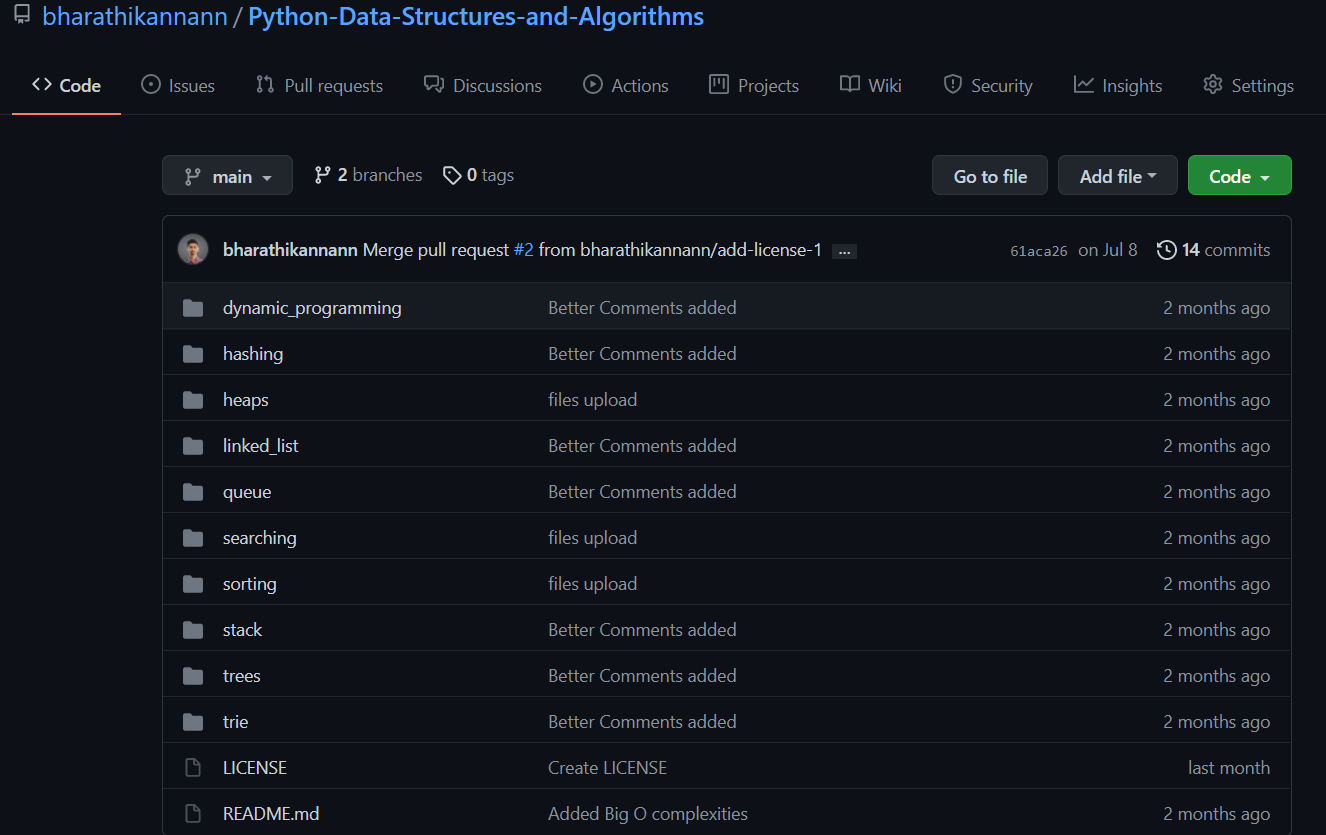 bharathikannann / Python-Data-Structures-and-Algorithms
Code Issues Pull requests Discussions Actions Projects Wiki Security Insights Settings
main 2 branches 0 tags Go to file Add file Code
bharathikannann Merge pull request #2 from bharathikannann/add-license-1 ... 61aca26 on Jul 8 14 commits
dynamic_programming Better Comments added 2 months ago
hashing Better Comments added 2 months ago
heaps files upload 2 months ago
linked_list Better Comments added 2 months ago
queue Better Comments added 2 months ago
searching files upload 2 months ago
sorting files upload 2 months ago
stack Better Comments added 2 months ago
trees Better Comments added 2 months ago
trie Better Comments added 2 months ago
LICENSE Create LICENSE last month
README.md Added Big O complexities 2 months ago